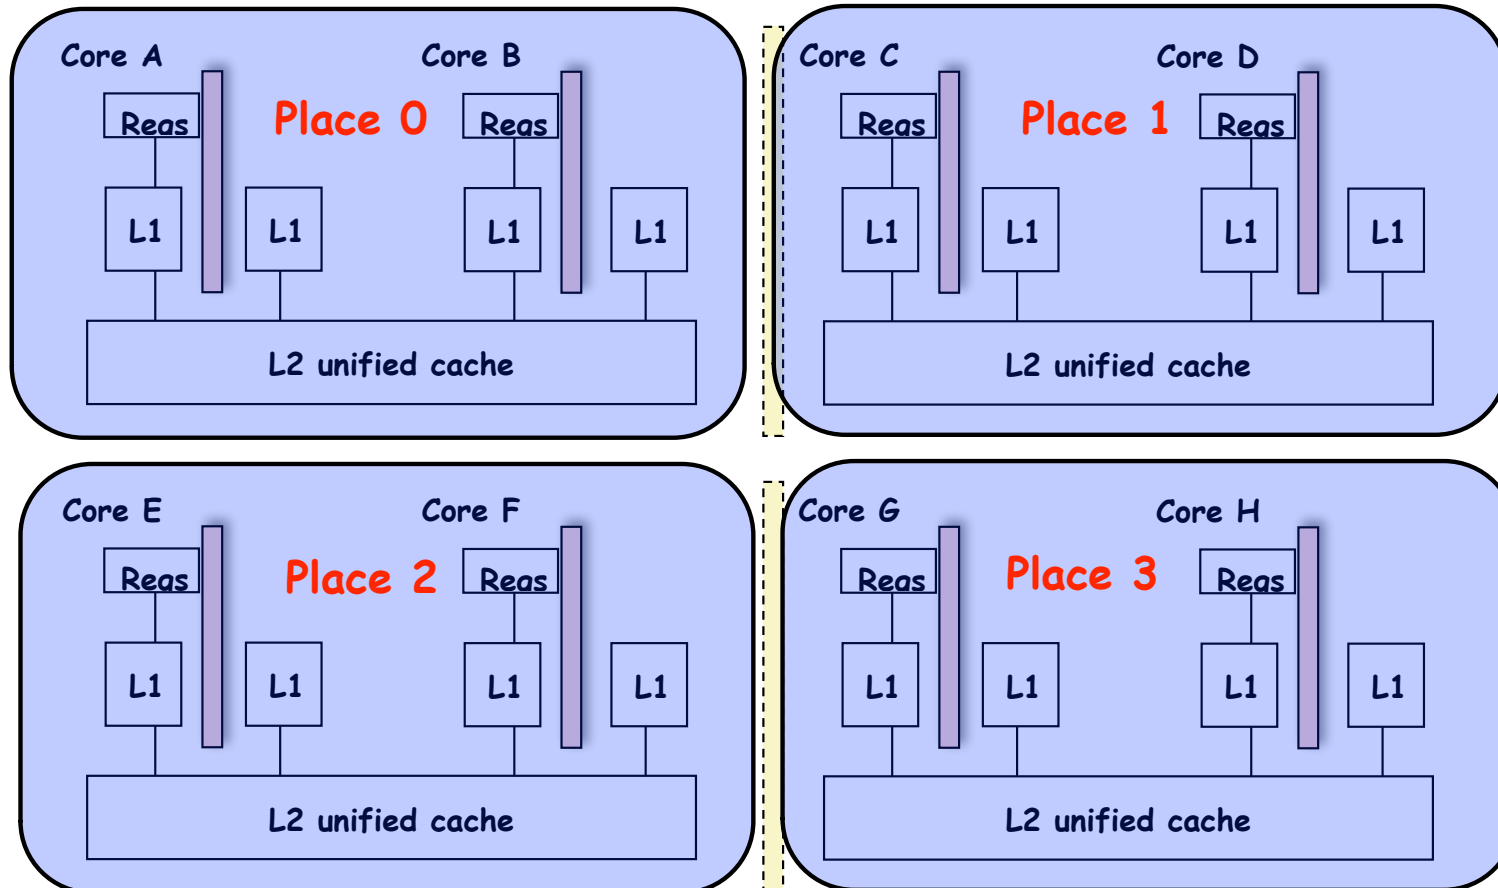 Core A Core B Core C Core D
Regs Place 0 Regs Regs Place 1 Regs
L1 L1 L1 L1 L1 L1 L1 L1
L2 unified cache L2 unified cache
Core E Core F Core G Core H
Regs Place 2 Regs Regs Place 3 Regs
L1 L1 L1 L1 L1 L1 L1 L1
L2 unified cache L2 unified cache